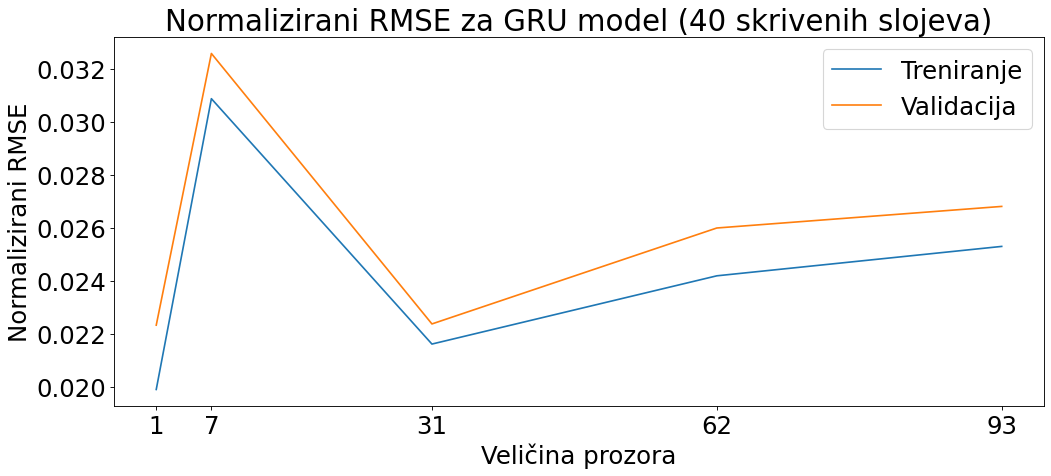 Normalizirani RMSE za GRU model (40 skrivenih slojeva)
Treniranje
Validacija
Normalizirani RMSE
0.032
0.030
0.028
0.026
0.024
0.022
0.020
1 7 31 62 93
Veličina prozora